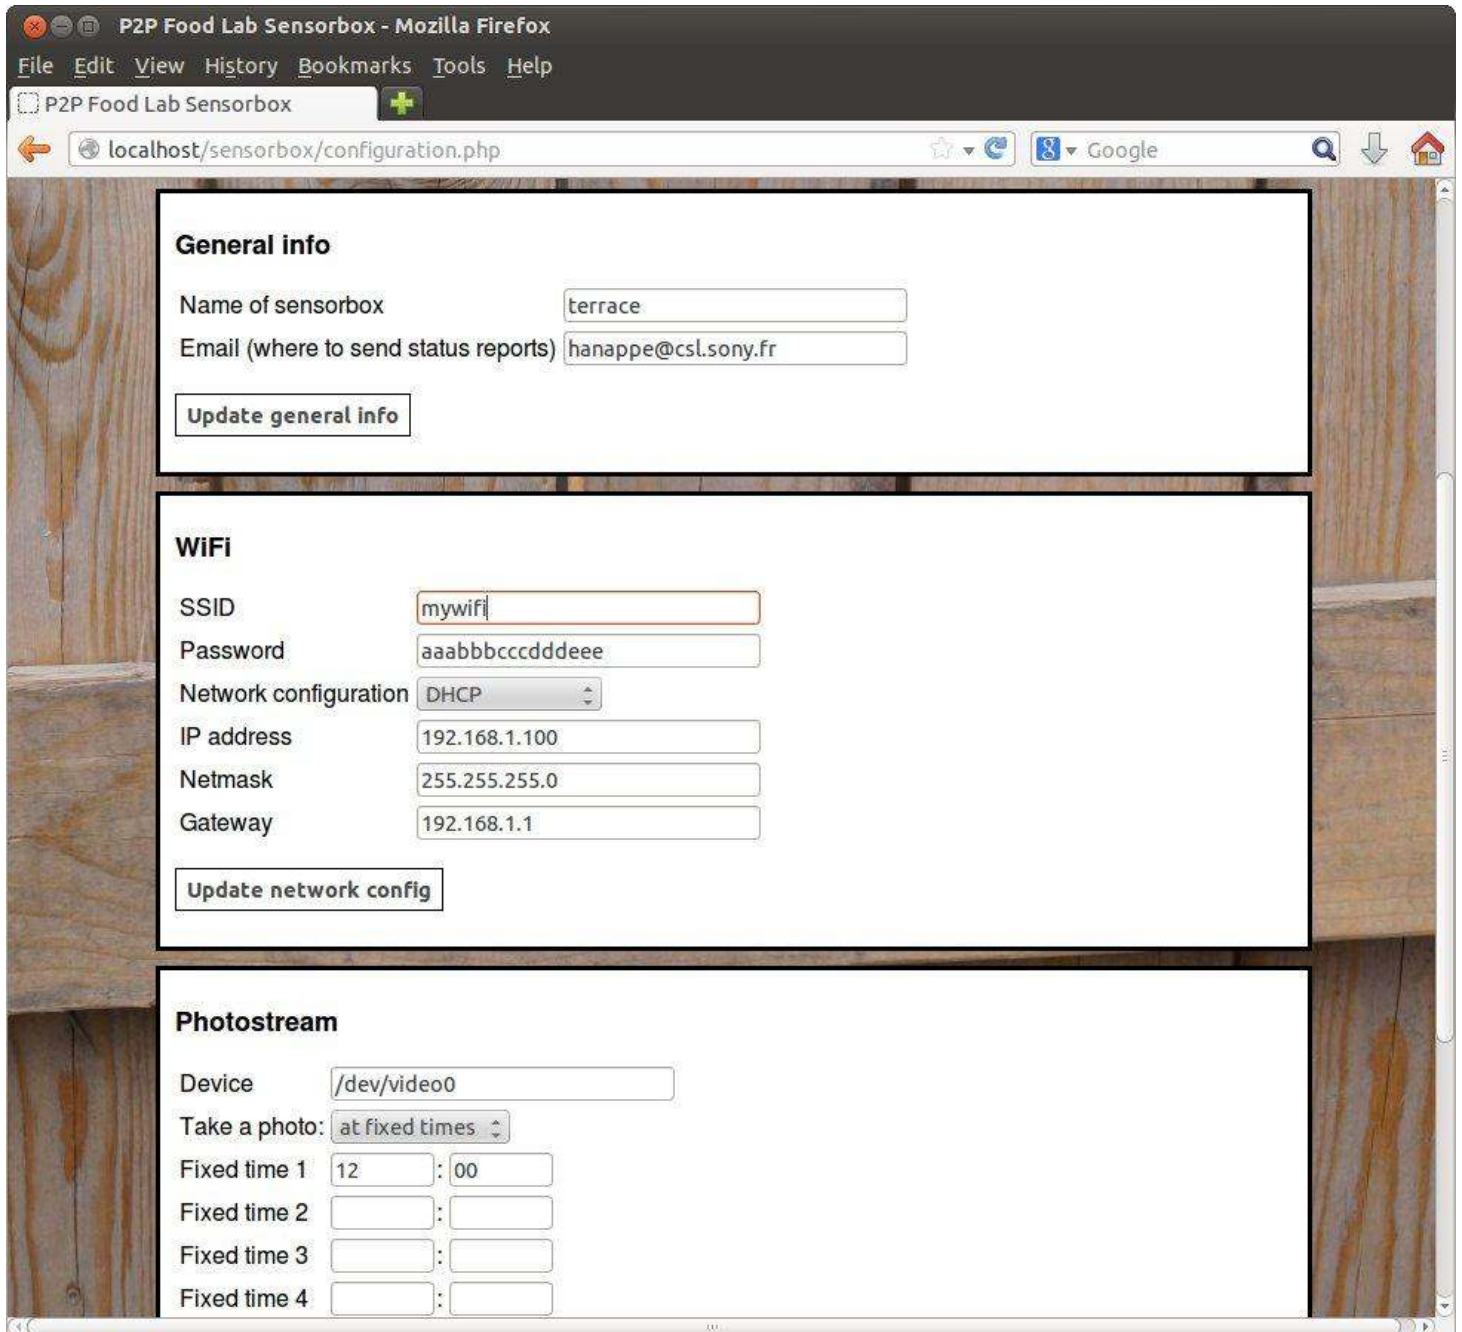 P2P Food Lab Sensorbox - Mozilla Firefox
File Edit View History Bookmarks Tools Help
P2P Food Lab Sensorbox
localhost/sensorbox/configuration.php
8 Google
General info
Name of sensorbox terrace
Email (where to send status reports) hanappe@csl.sony.fr
Update general info
WiFi
SSID mywifi
Password aaabbbcccdddeee
Network configuration DHCP
IP address 192.168.1.100
Netmask 255.255.255.0
Gateway 192.168.1.1
Update network config
Photostream
Device /dev/video0
Take a photo: at fixed times
Fixed time 1 12 : 00
Fixed time 2 :
Fixed time 3 :
Fixed time 4 :